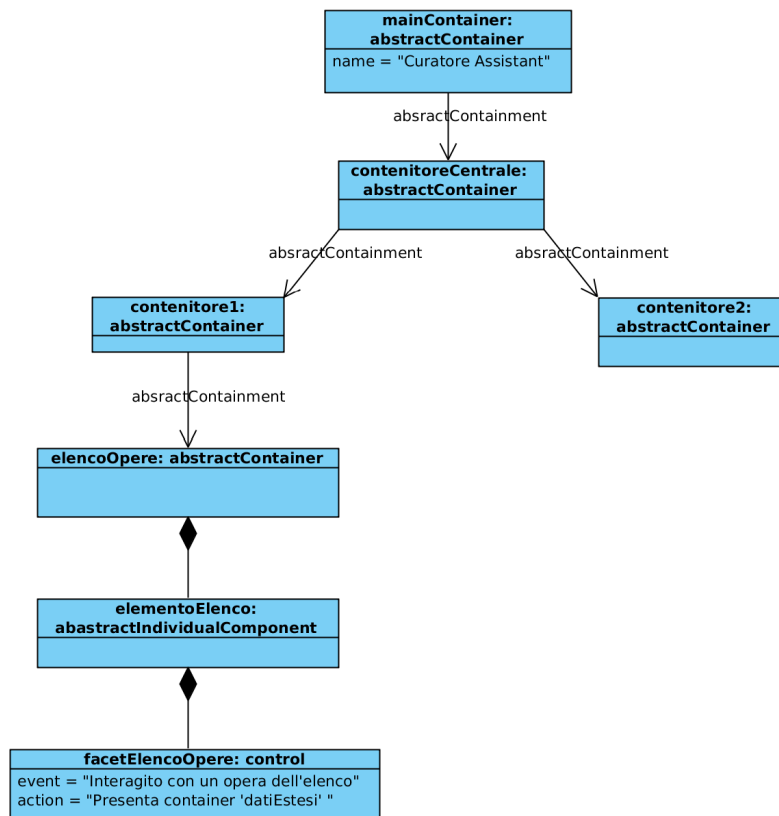 mainContainer:
abstractContainer
name = "Curatore Assistant"
absractContainment
contenitoreCentrale:
abstractContainer
absractContainment
absractContainment
contenitore1:
abstractContainer
contenitore2:
abstractContainer
absractContainment
elencoOpere: abstractContainer
elementoElenco:
abastractIndividualComponent
facetElencoOpere: control
event = "Interagito con un opera dell'elenco"
action = "Presenta container 'datiEstesi' "